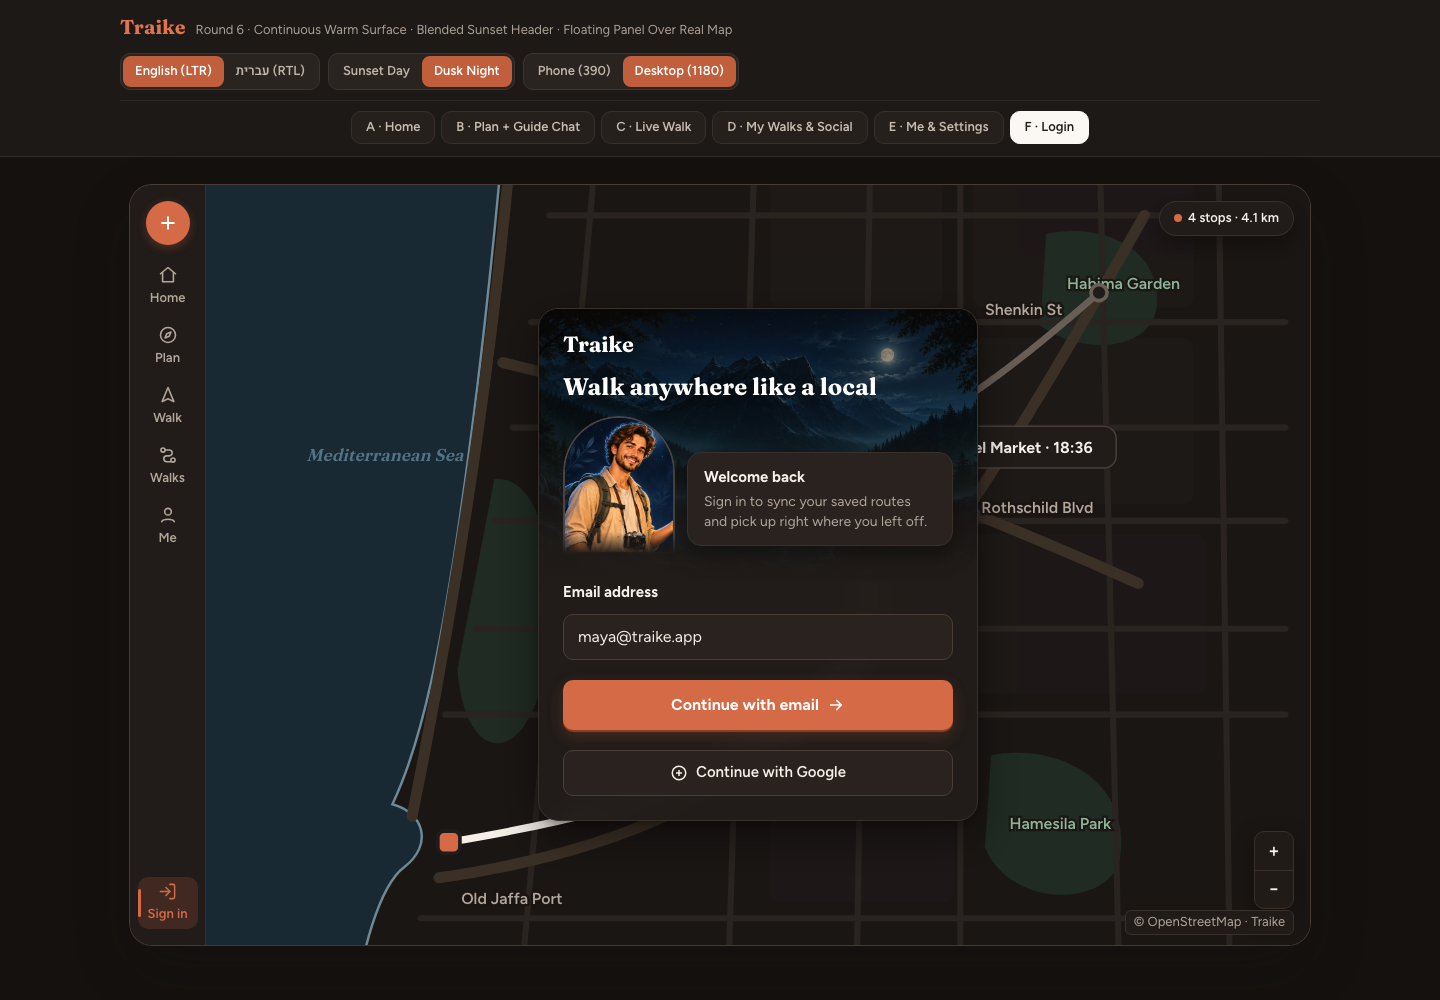 Traike Round 6 · Continuous Warm Surface · Blended Sunset Header · Floating Panel Over Real Map
English (LTR) עברית (RTL) Sunset Day Dusk Night Phone (390) Desktop (1180)
A · Home B · Plan + Guide Chat C · Live Walk D · My Walks & Social E · Me & Settings F · Login
Home
Plan
Walk
Walks
Me
Sign in
4 stops · 4.1 km
Habima Garden
Shenkin St
Mediterranean Sea
el Market · 18:36
Rothschild Blvd
Traike
Walk anywhere like a local
Welcome back
Sign in to sync your saved routes
and pick up right where you left off.
Email address
maya@traike.app
Continue with email →
Continue with Google
Hamesila Park
Old Jaffa Port
+
−
© OpenStreetMap · Traike